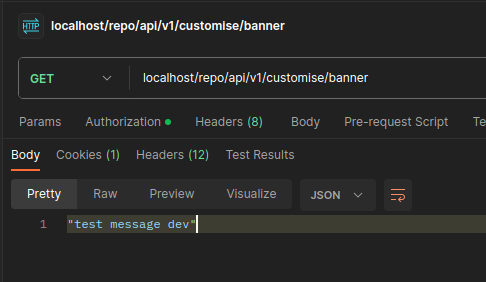 HTTP localhost/repo/api/v1/customise/banner
GET localhost/repo/api/v1/customise/banner
Params Authorization Headers (8) Body Pre-request Script Te
Body Cookies (1) Headers (12) Test Results
Pretty Raw Preview Visualize JSON
1 "test message dev"